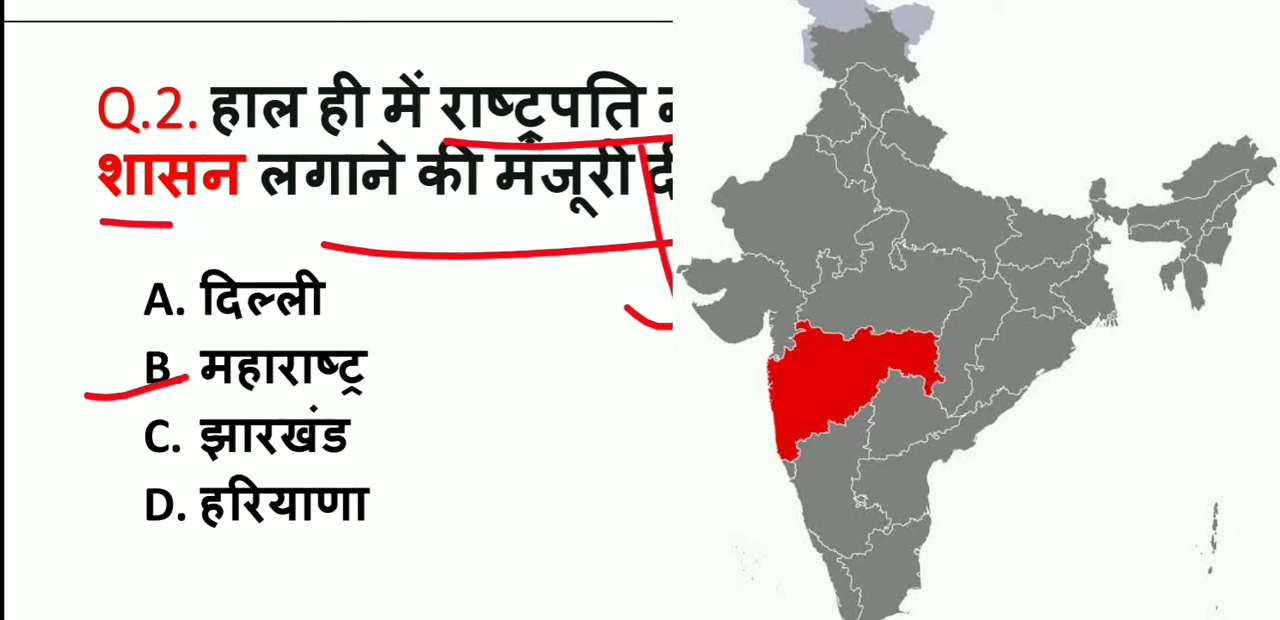 Q.2. हाल ही में राष्ट्रपति
शासन लगाने की मंजूरी
A. दिल्ली
B. महाराष्ट्र
C. झारखंड
D. हरियाणा